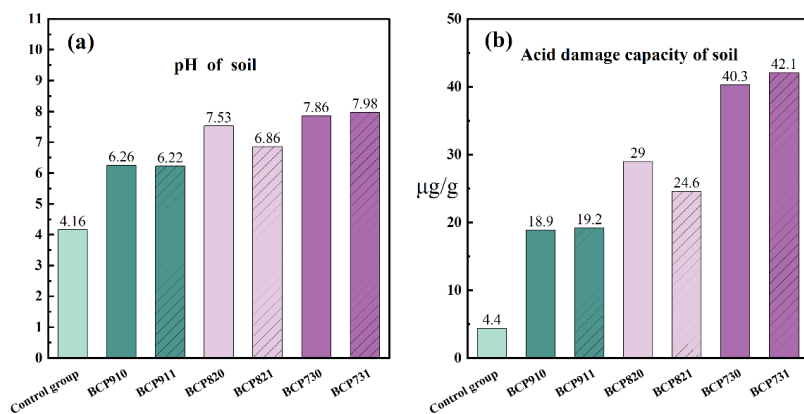 (a)
pH of soil
11
10
9
8
7
6
5
4
3
2
1
0
4.16
6.26
6.22
7.53
6.86
7.86
7.98
Control group
BCP910
BCP911
BCP820
BCP821
BCP730
BCP731
(b)
Acid damage capacity of soil
µg/g
50
40
30
20
10
0
4.4
18.9
19.2
29
24.6
40.3
42.1
Control group
BCP910
BCP911
BCP820
BCP821
BCP730
BCP731